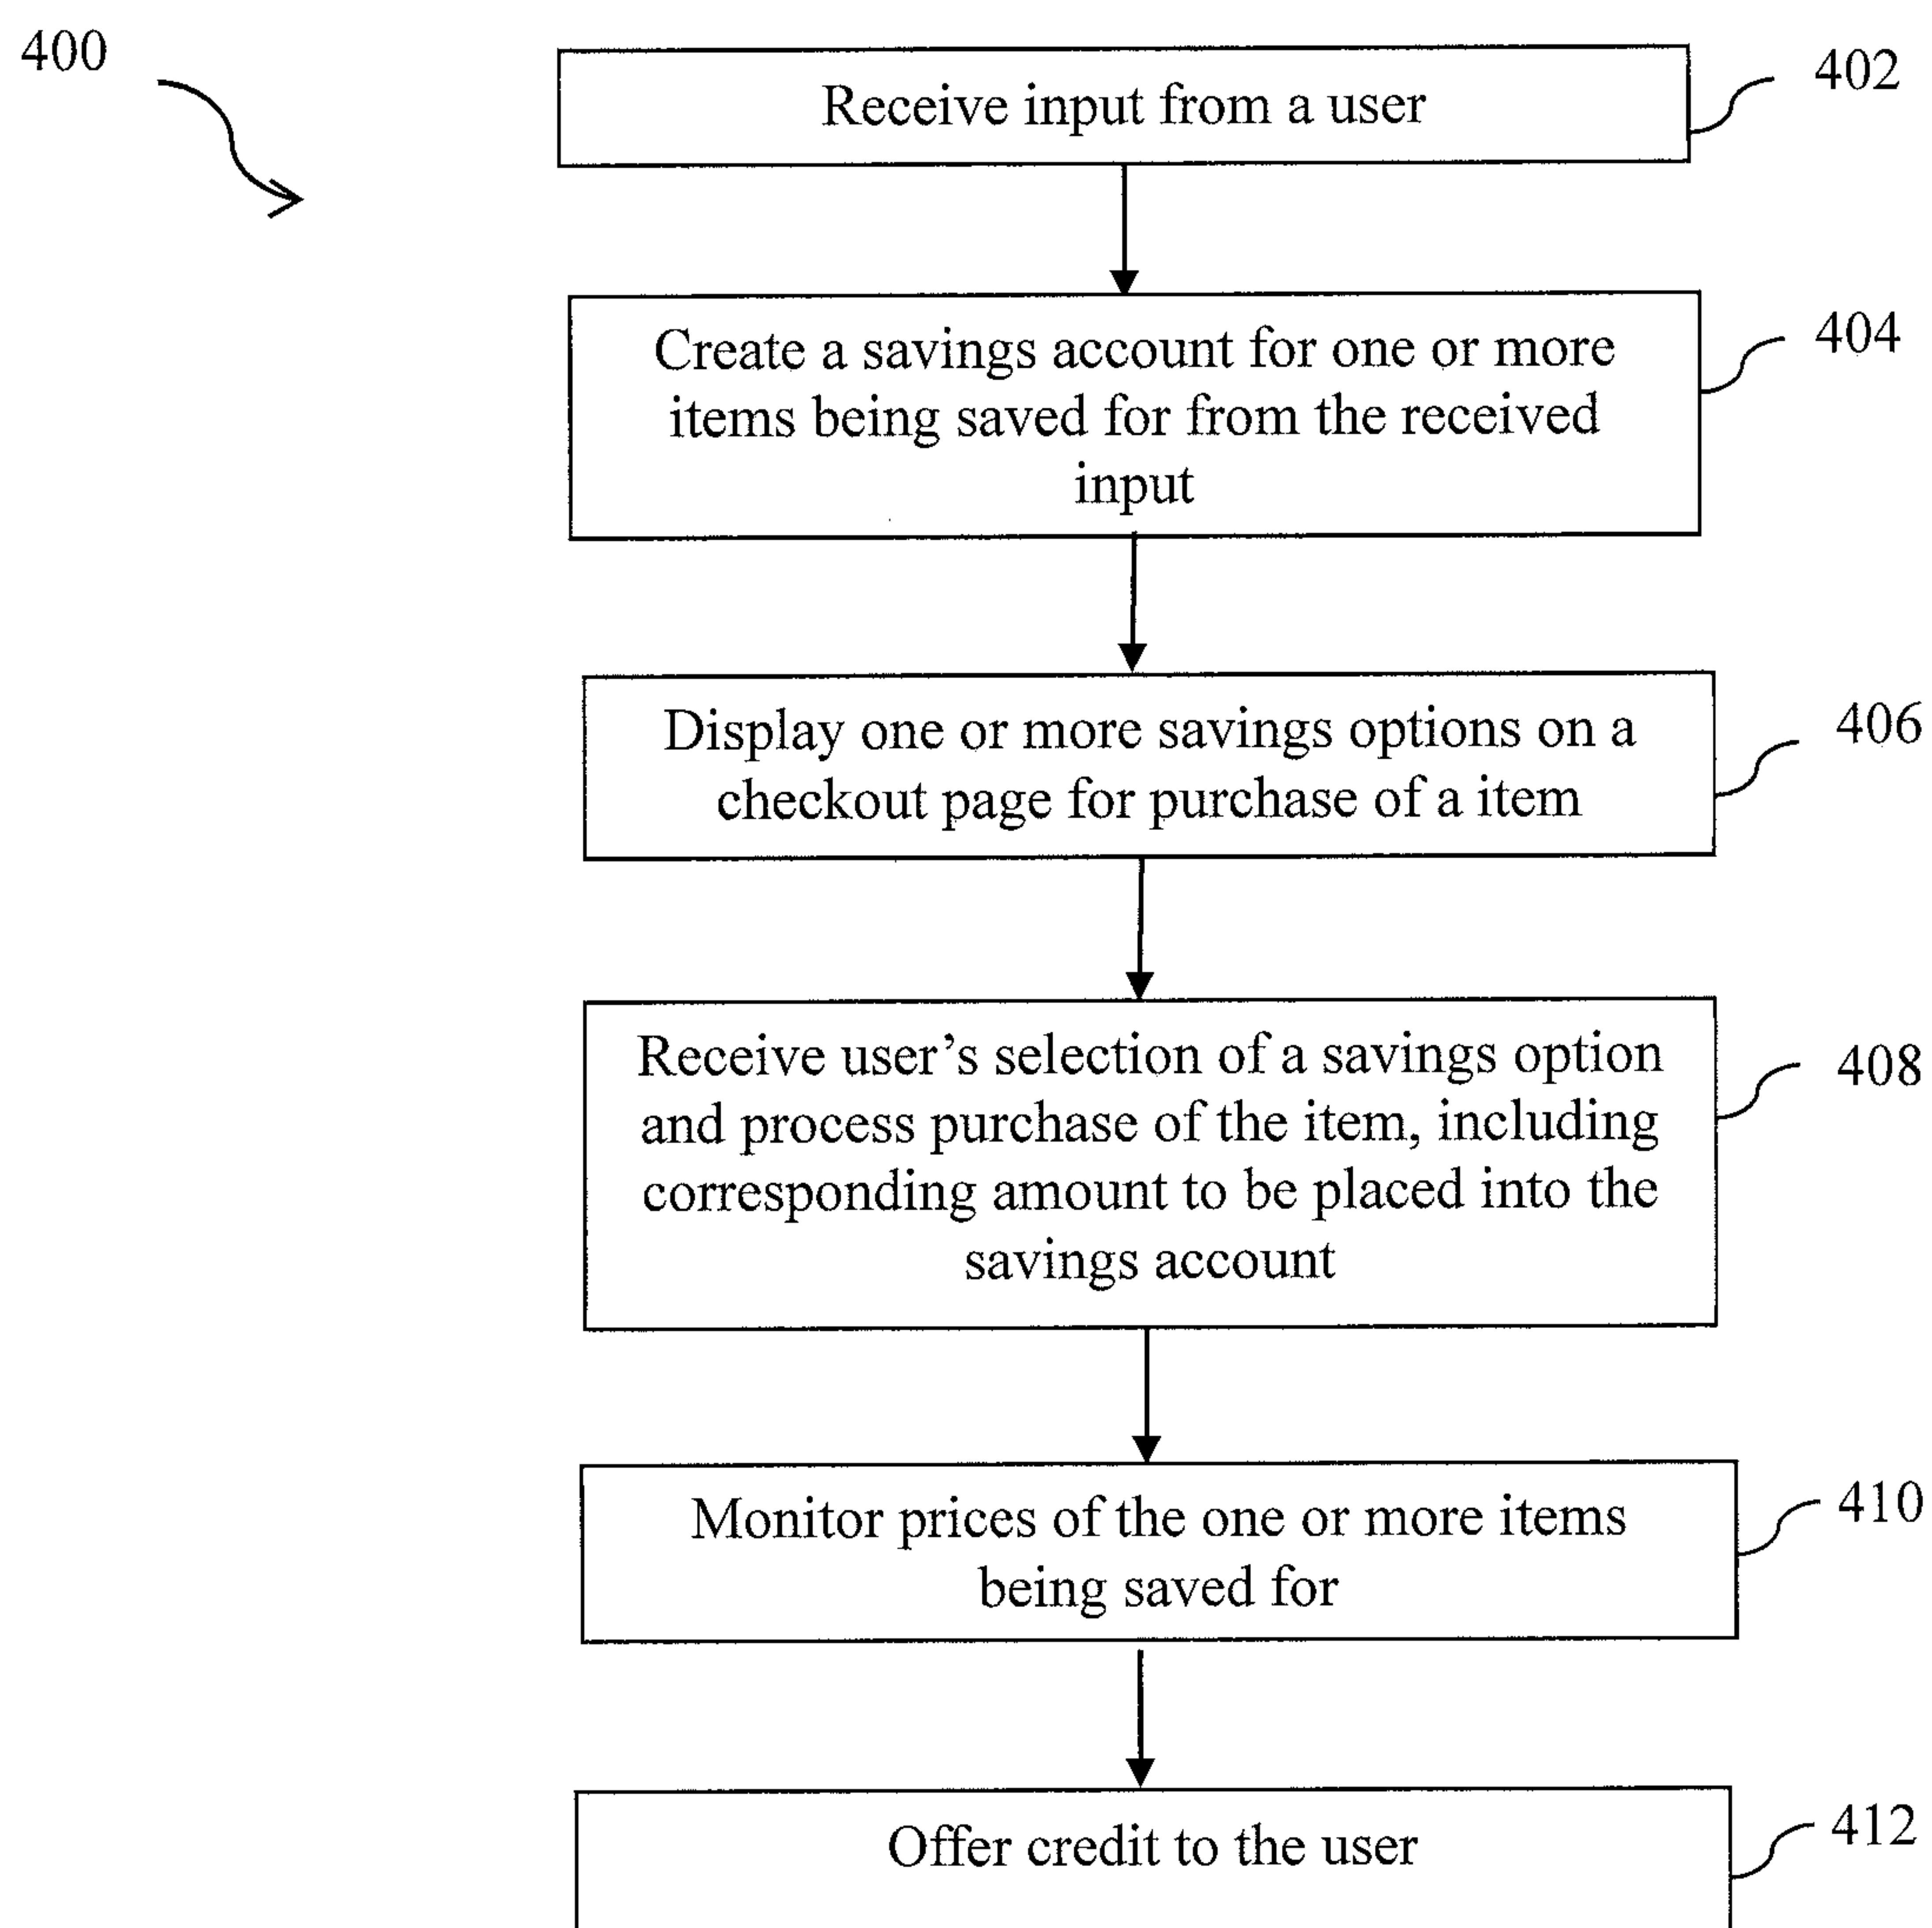 400
Receive input from a user
402
Create a savings account for one or more
items being saved for from the received
input
404
Display one or more savings options on a
checkout page for purchase of a item
406
Receive user’s selection of a savings option
and process purchase of the item, including
corresponding amount to be placed into the
savings account
408
Monitor prices of the one or more items
being saved for
410
Offer credit to the user
412